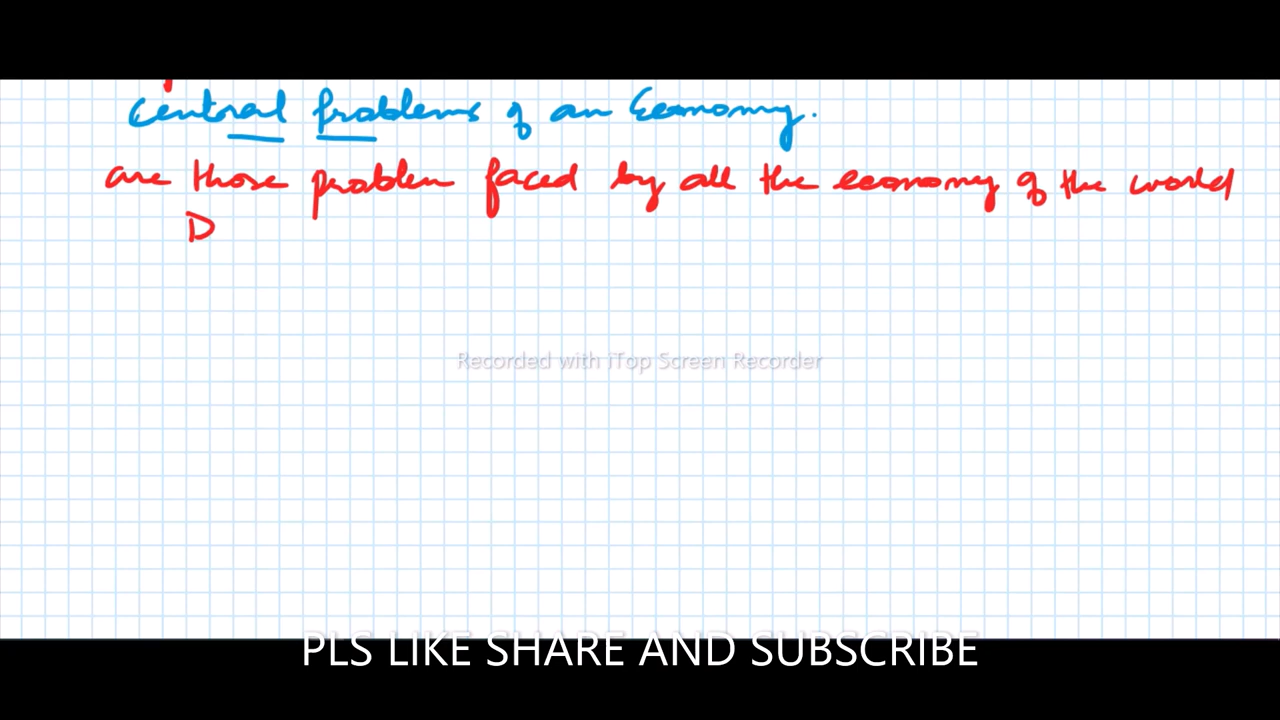 Central problems of an Economy.
are those problem faced by all the economy of the world
D
Recorded with iTop Screen Recorder
PLS LIKE SHARE AND SUBSCRIBE